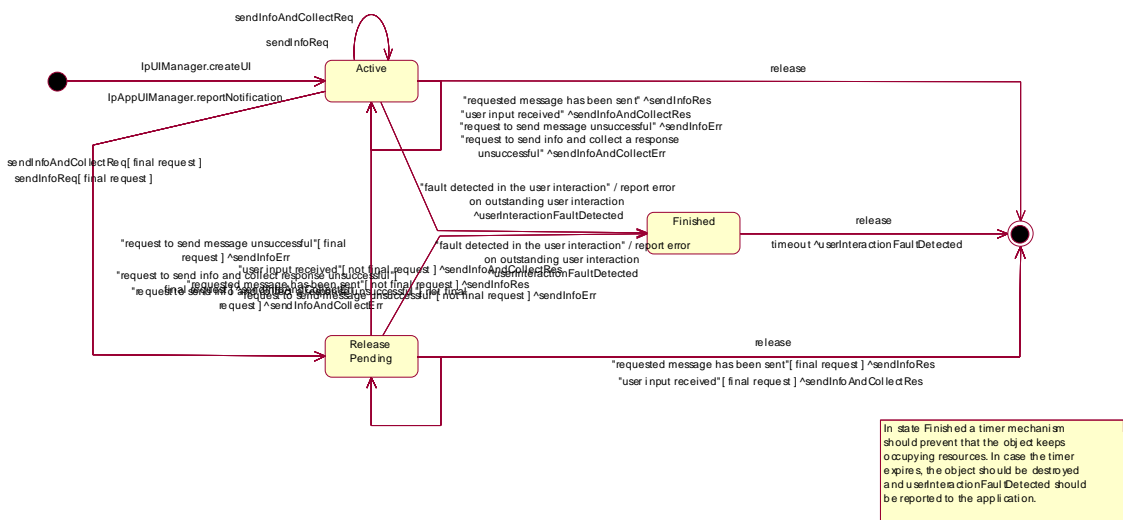 sendInfoAndCollectReq
sendInfoReq
IpUIManager.createUI
Active
release
IpAppUIManager.reportNotification
"requested message has been sent" ^sendInfoRes
"user input received" ^sendInfoAndCollectRes
"request to send message unsuccessful" ^sendInfoErr
"request to send info and collect a response
unsuccessful" ^sendInfoAndCollectErr
sendInfoAndCollectReq[ final request ]
sendInfoReq[ final request ]
"fault detected in the user interaction" / report error
on outstanding user interaction
^userInteractionFaultDetected
Finished
release
timeout ^userInteractionFaultDetected
"request to send message unsuccessful"[ final
request ] ^sendInfoErr
"fault detected in the user interaction" / report error
on outstanding user interaction
^userInteractionFaultDetected
"user input received"[ not final request ] ^sendInfoAndCollectRes
"request to send info and collect response unsuccessful"[
"requested message has been sent"[ not final request ] ^sendInfoRes
"request to send message unsuccessful"[ not final request ] ^sendInfoErr
request ] ^sendInfoAndCollectErr
Release
Pending
release
"requested message has been sent"[ final request ] ^sendInfoRes
"user input received"[ final request ] ^sendInfoAndCollectRes
In state Finished a timer mechanism
should prevent that the object keeps
occupying resources. In case the timer
expires, the object should be destroyed
and userInteractionFaultDetected should
be reported to the application.